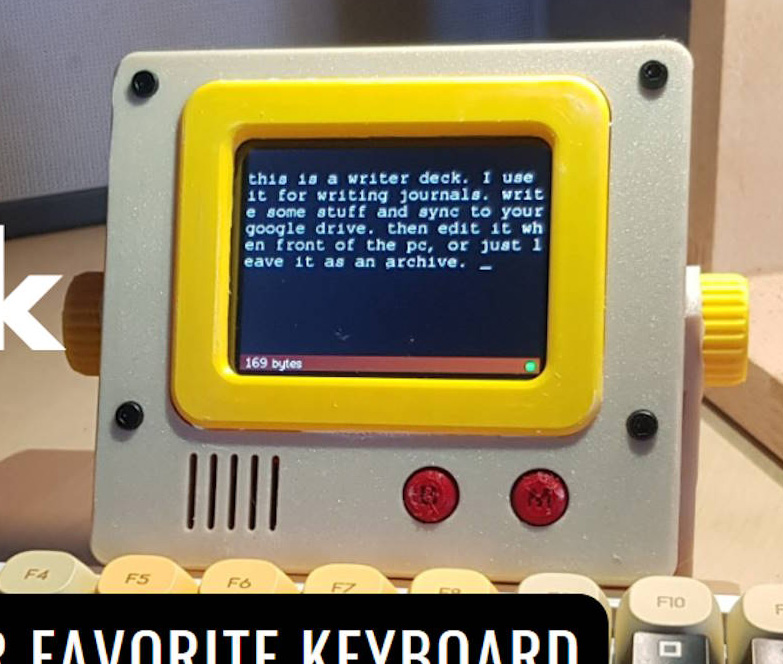 this is a writer deck. I use
it for writing journals. writ
e some stuff and sync to your
google drive. then edit it wh
en front of the pc, or just l
eave it as an archive. _
169 bytes
k
B M
F4 F5 F6 F7 F8 F10
FAVORITE KEYBOARD